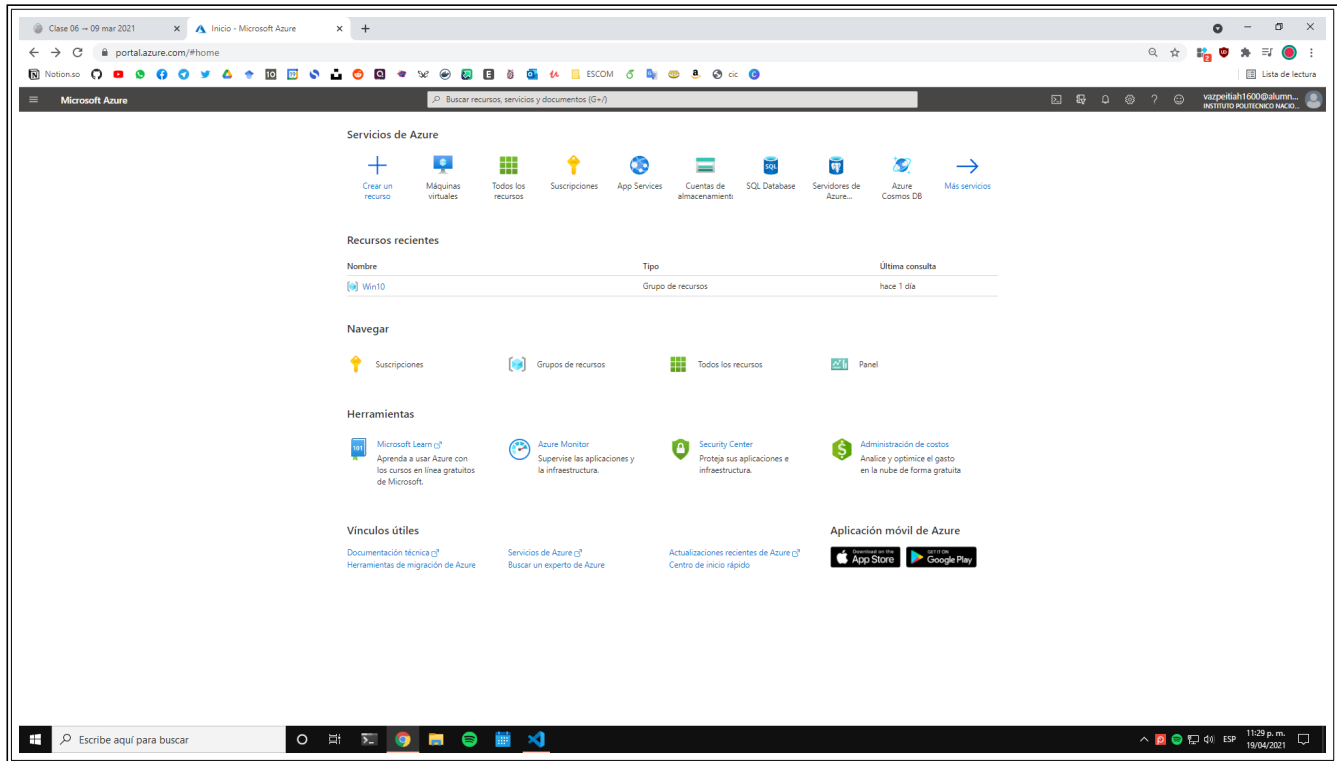 Clase 06 -- 09 mar 2021
Inicio - Microsoft Azure
portal.azure.com/#home
Notion.so
ESCOM
cic
Lista de lectura
Microsoft Azure
Buscar recursos, servicios y documentos (G+/)
vazpeitiah1600@alumn...
INSTITUTO POLITECNICO NACIO...
Servicios de Azure
Crear un recurso
Máquinas virtuales
Todos los recursos
Suscripciones
App Services
Cuentas de almacenamient
SQL Database
Servidores de Azure...
Azure Cosmos DB
Más servicios
Recursos recientes
Nombre Tipo Última consulta
Win10 Grupo de recursos hace 1 día
Navegar
Suscripciones Grupos de recursos Todos los recursos Panel
Herramientas
Microsoft Learn
Aprenda a usar Azure con
los cursos en línea gratuitos
de Microsoft.
Azure Monitor
Supervise las aplicaciones y
la infraestructura.
Security Center
Proteja sus aplicaciones e
infraestructura.
Administración de costos
Analice y optimice el gasto
en la nube de forma gratuita
Vínculos útiles
Documentación técnica
Herramientas de migración de Azure
Servicios de Azure
Buscar un experto de Azure
Actualizaciones recientes de Azure
Centro de inicio rápido
Aplicación móvil de Azure
Download on the
App Store
GET IT ON
Google Play
Escribe aquí para buscar
ESP
11:29 p. m.
19/04/2021